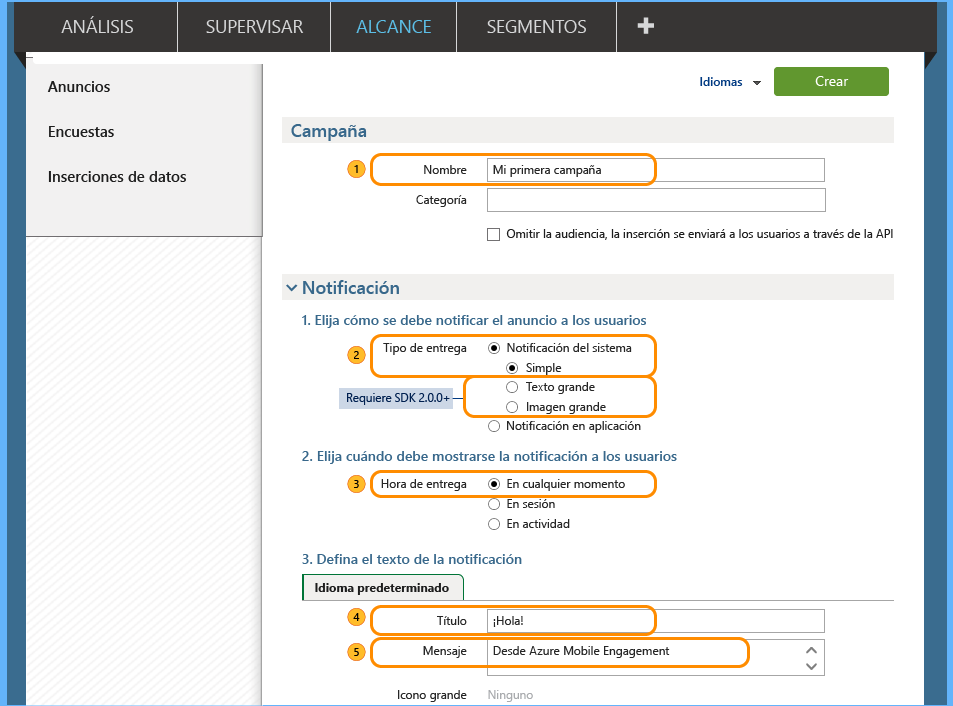 ANÁLISIS SUPERVISAR ALCANCE SEGMENTOS
Anuncios
Encuestas
Inserciones de datos
Idiomas Crear
Campaña
1 Nombre Mi primera campaña
Categoría
Omitir la audiencia, la inserción se enviará a los usuarios a través de la API
Notificación
1. Elija cómo se debe notificar el anuncio a los usuarios
2 Tipo de entrega Notificación del sistema
Simple
Texto grande
Requiere SDK 2.0.0+
Imagen grande
Notificación en aplicación
2. Elija cuándo debe mostrarse la notificación a los usuarios
3 Hora de entrega En cualquier momento
En sesión
En actividad
3. Defina el texto de la notificación
Idioma predeterminado
4 Título ¡Hola!
5 Mensaje Desde Azure Mobile Engagement
Icono grande Ninguno